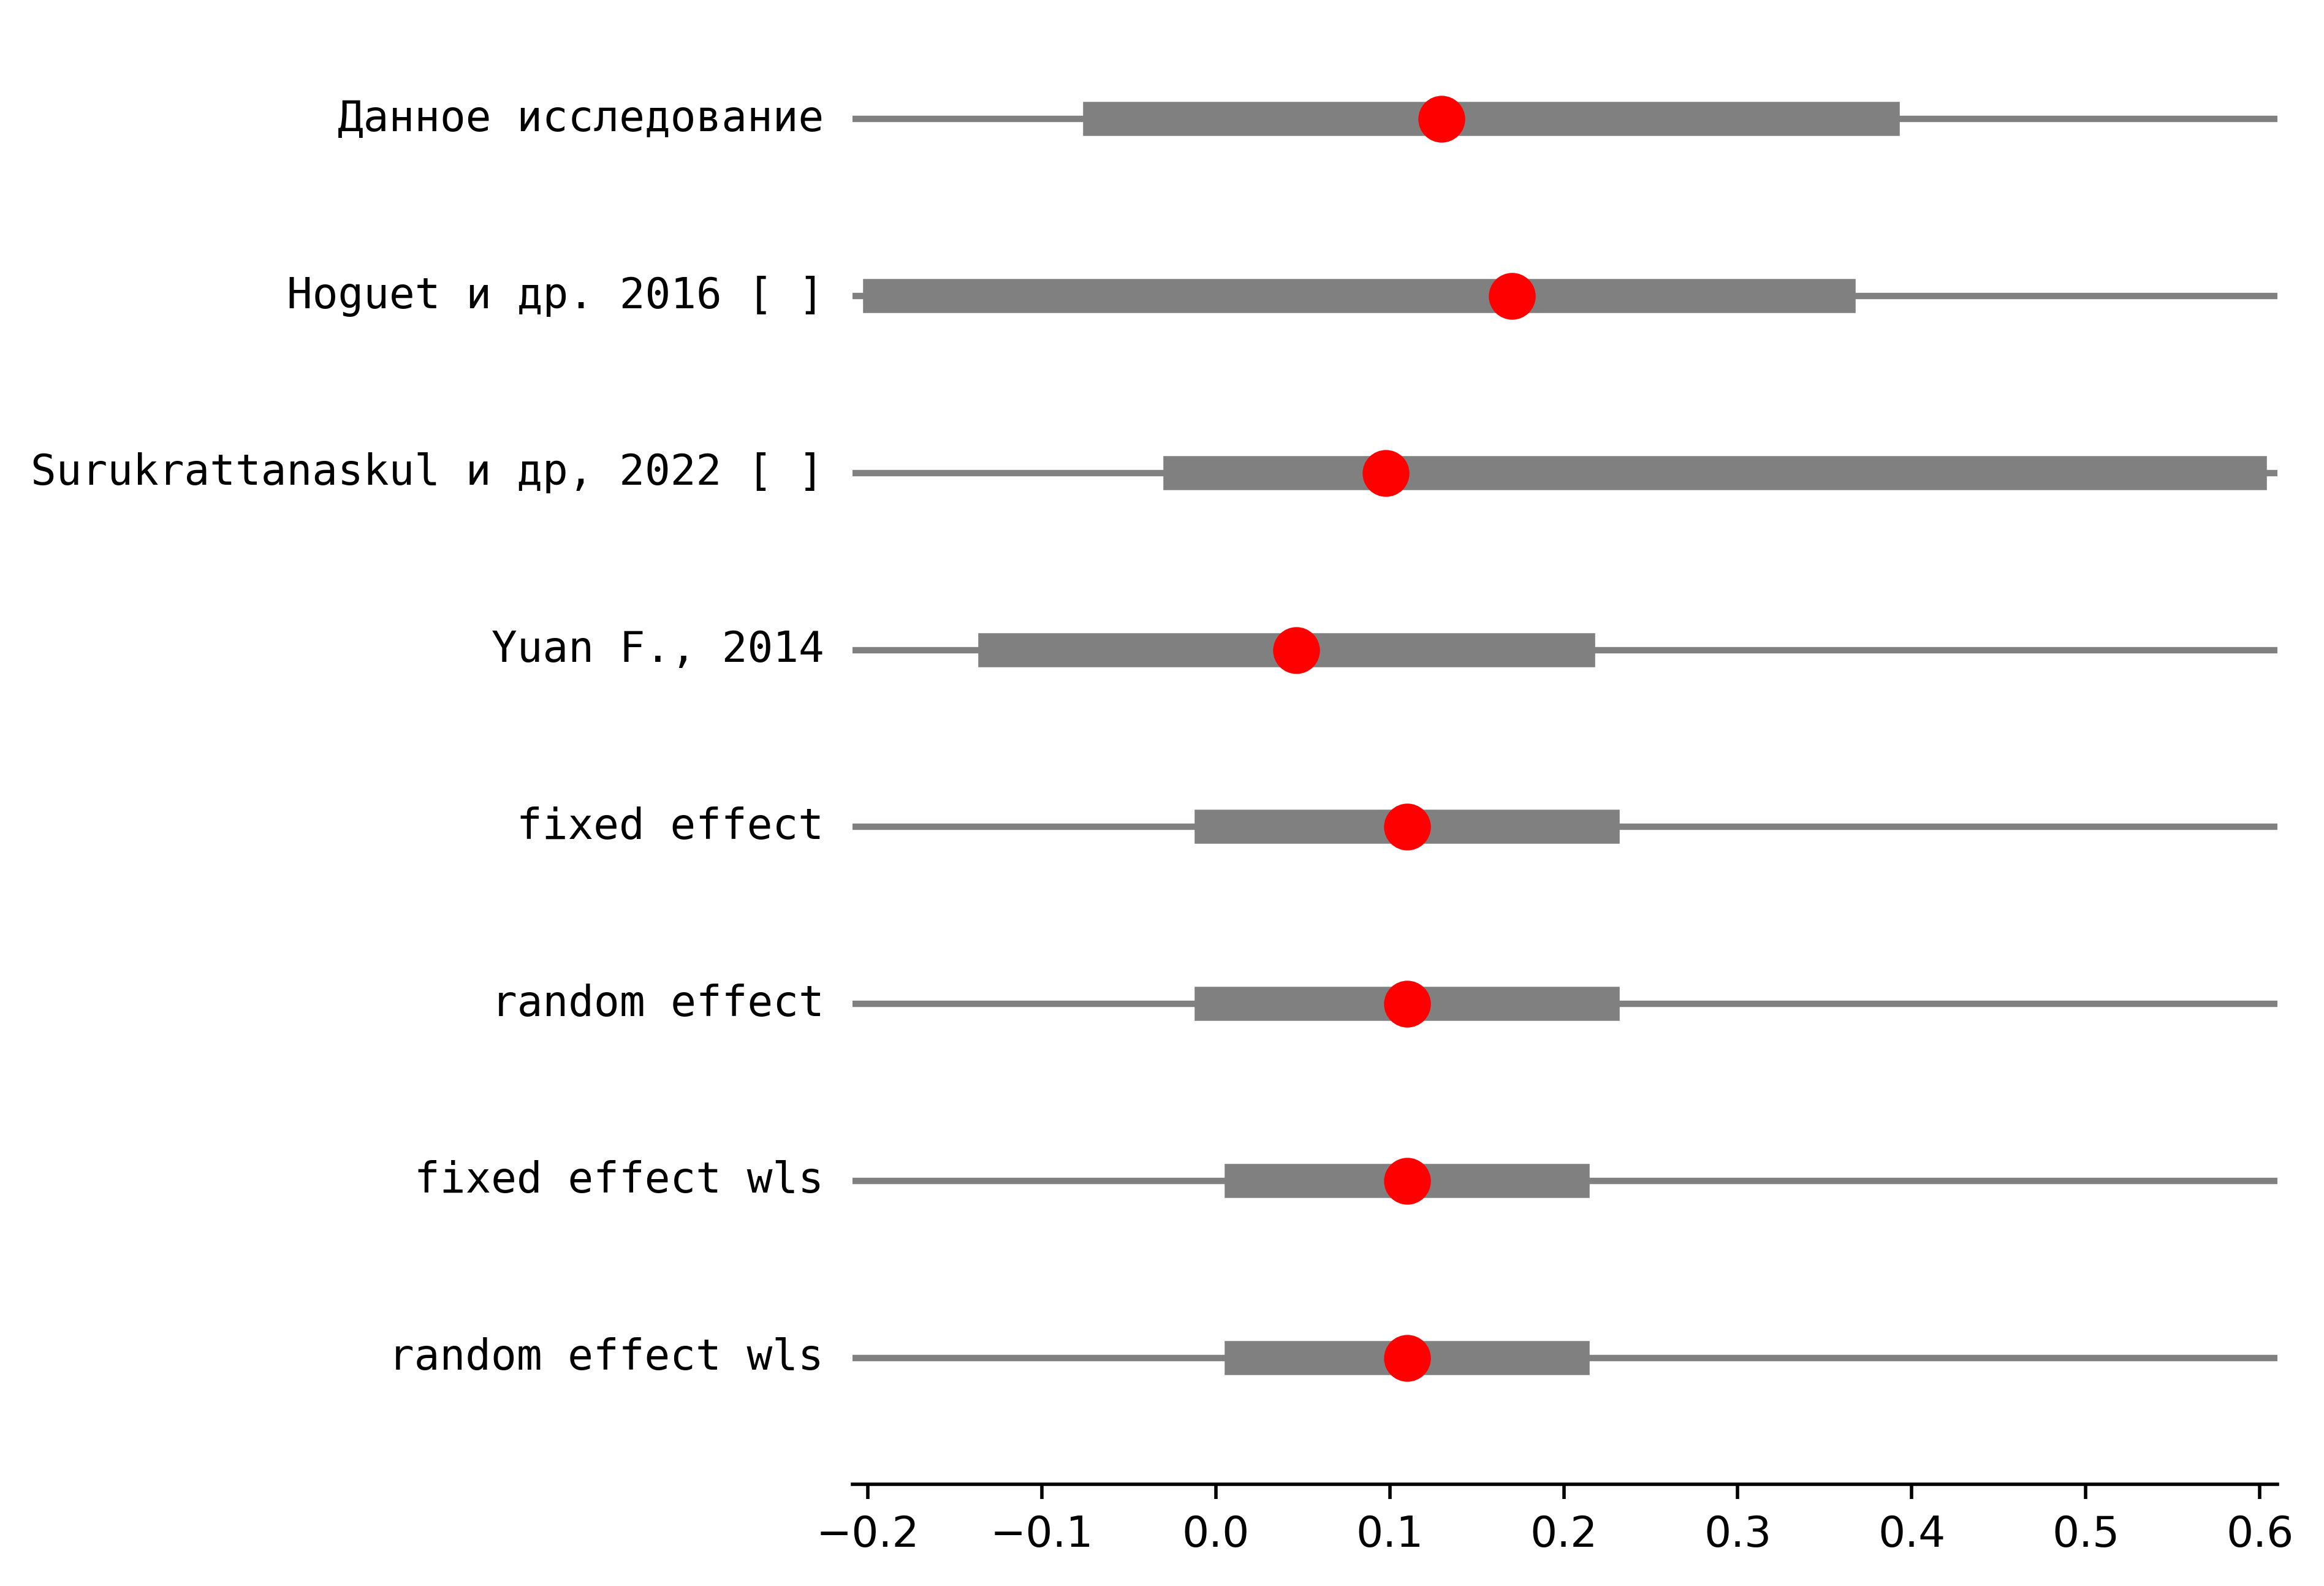 Данное исследование
Hoguet и др. 2016 [ ]
Surukrattanaskul и др, 2022 [ ]
Yuan F., 2014
fixed effect
random effect
fixed effect wls
random effect wls
−0.2 −0.1 0.0 0.1 0.2 0.3 0.4 0.5 0.6